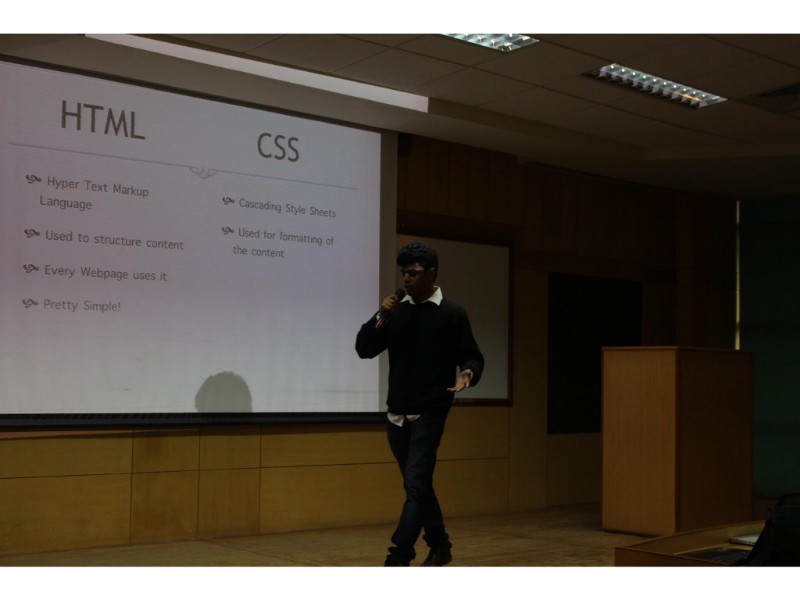 HTML
Hyper Text Markup
Language
Used to structure content
Every Webpage uses it
Pretty Simple!
CSS
Cascading Style Sheets
Used for formatting of
the content